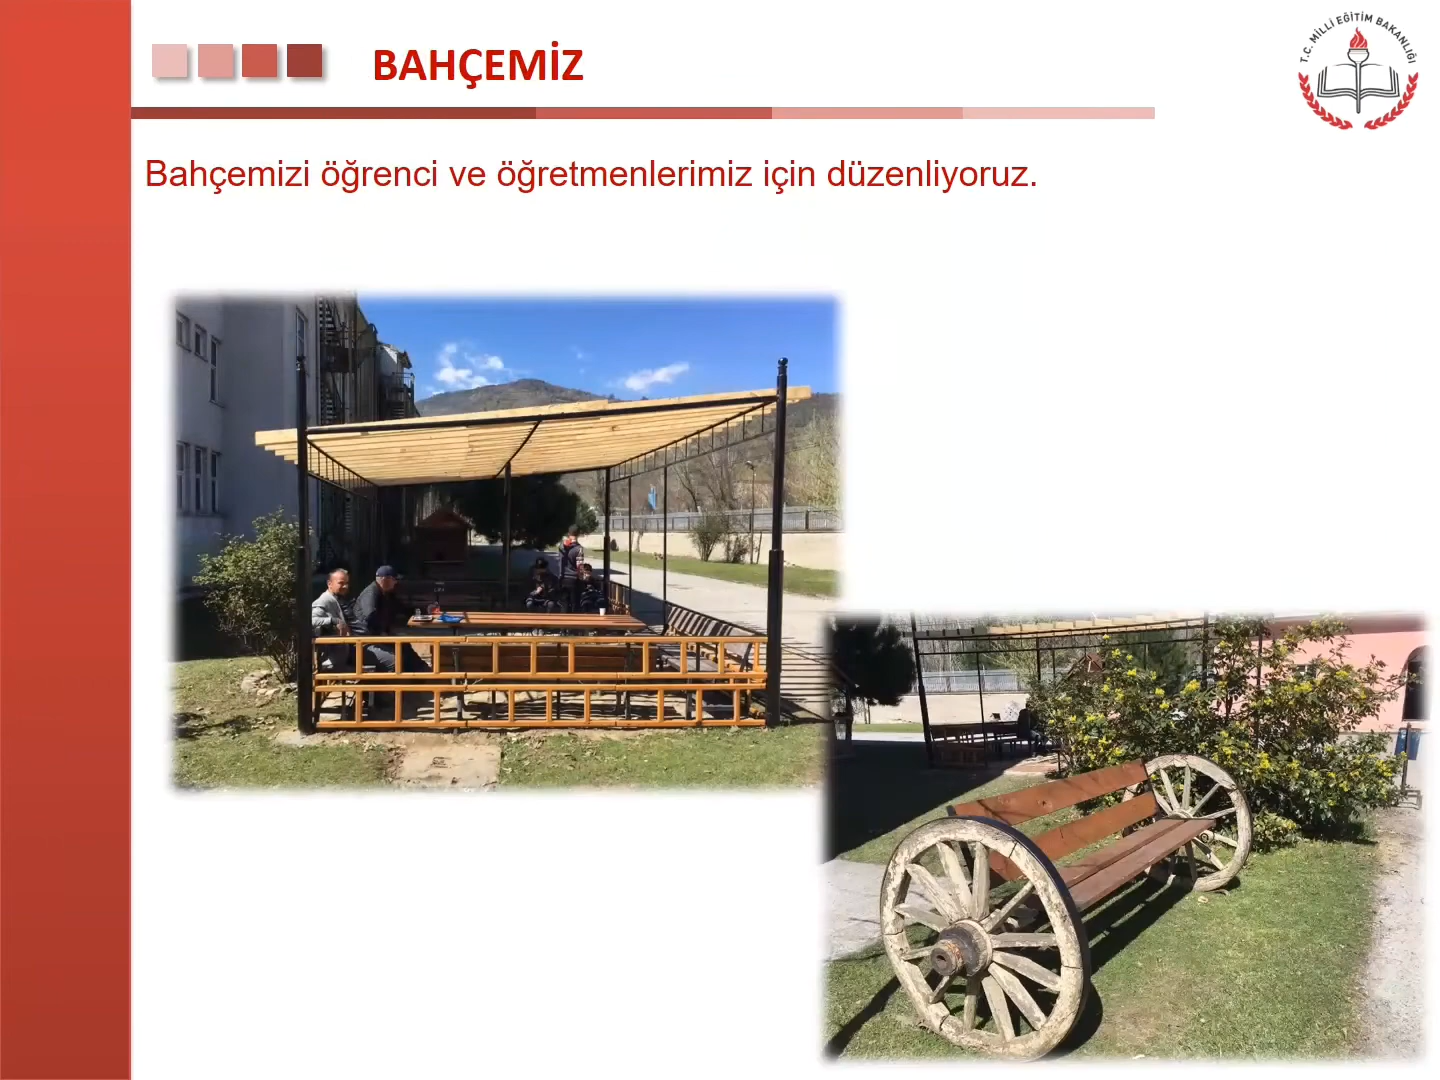 BAHÇEMİZ
T.C. MİLLİ EĞİTİM BAKANLIĞI
Bahçemizi öğrenci ve öğretmenlerimiz için düzenliyoruz.